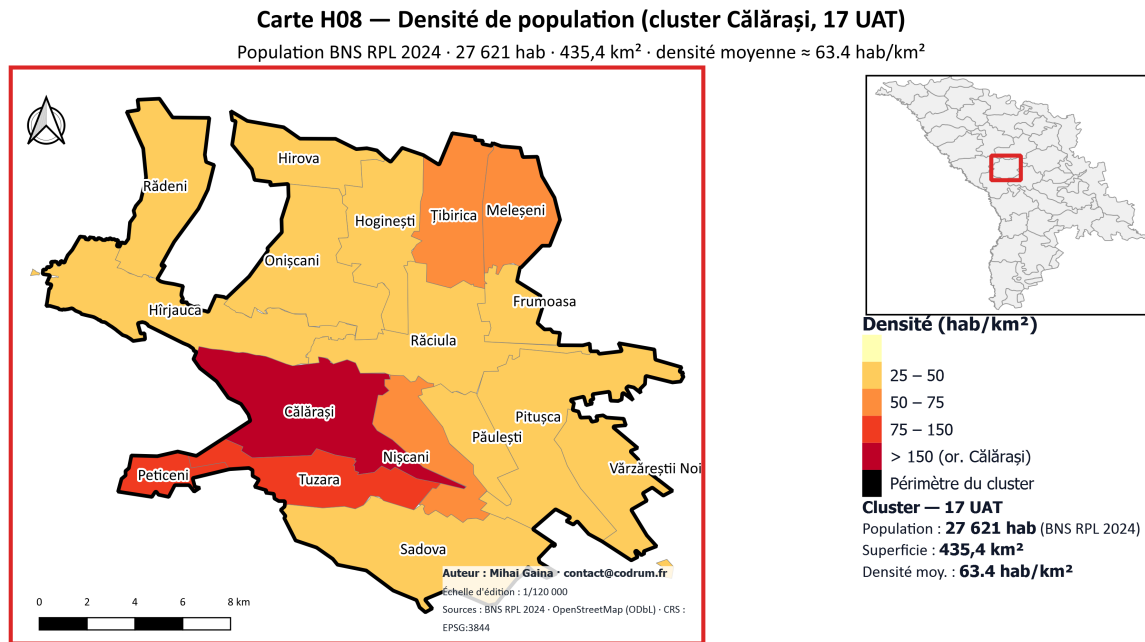 Carte H08 — Densité de population (cluster Călărași, 17 UAT)
Population BNS RPL 2024 · 27 621 hab · 435,4 km² · densité moyenne ≈ 63.4 hab/km²
Hirova
Rădeni
Hoginești
Țibirica
Meleșeni
Onișcani
Frumoasa
Hîrjauca
Răciula
Călărași
Pitușca
Păulești
Nișcani
Vărzăreștii Noi
Peticeni
Tuzara
Sadova
Auteur : Mihai Gaina · contact@codrum.fr
Échelle d'édition : 1/120 000
Sources : BNS RPL 2024 · OpenStreetMap (ODbL) · CRS :
EPSG:3844
0 2 4 6 8 km
Densité (hab/km²)
25 – 50
50 – 75
75 – 150
> 150 (or. Călărași)
Périmètre du cluster
Cluster — 17 UAT
Population : 27 621 hab (BNS RPL 2024)
Superficie : 435,4 km²
Densité moy. : 63.4 hab/km²